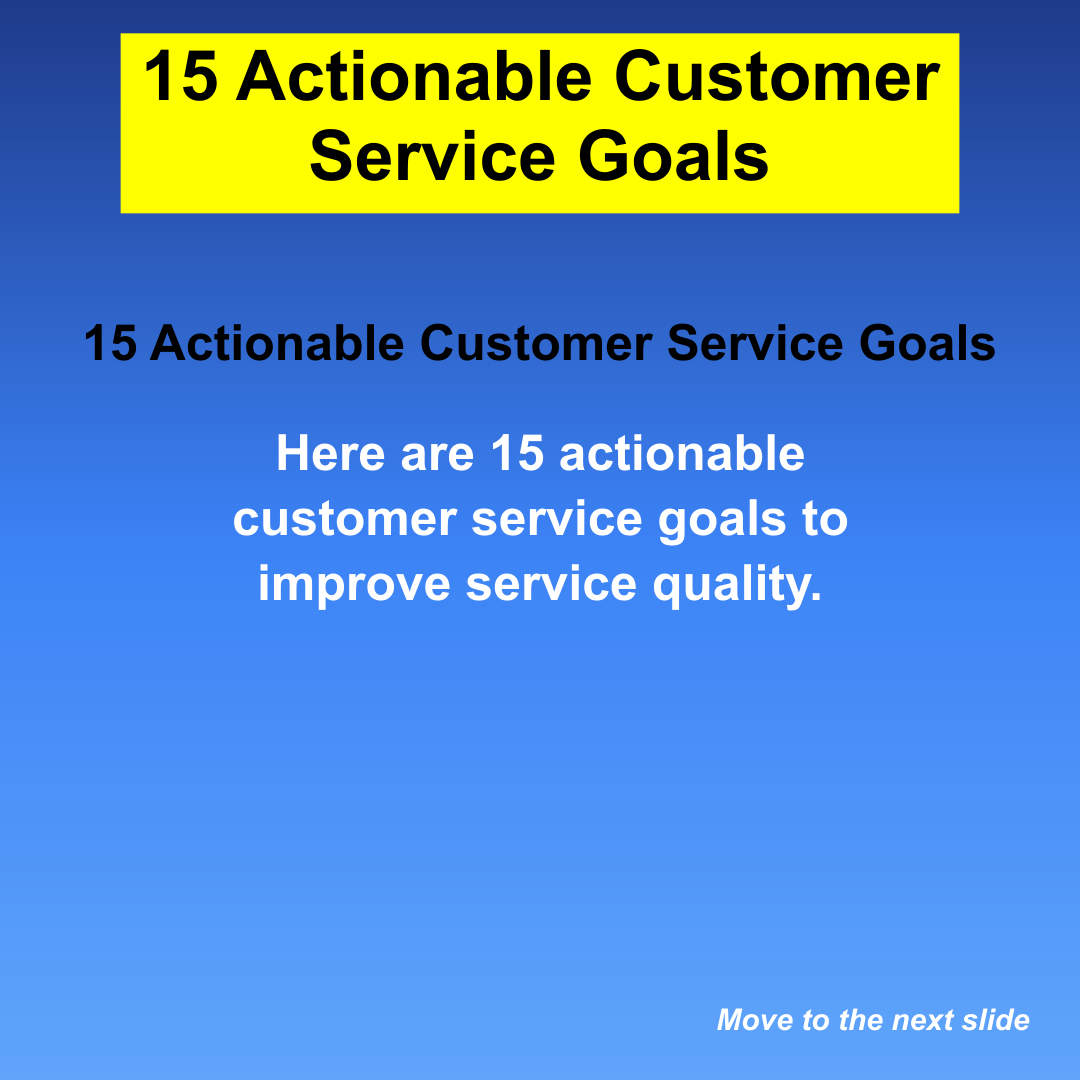 15 Actionable Customer
Service Goals
15 Actionable Customer Service Goals
Here are 15 actionable
customer service goals to
improve service quality.
Move to the next slide